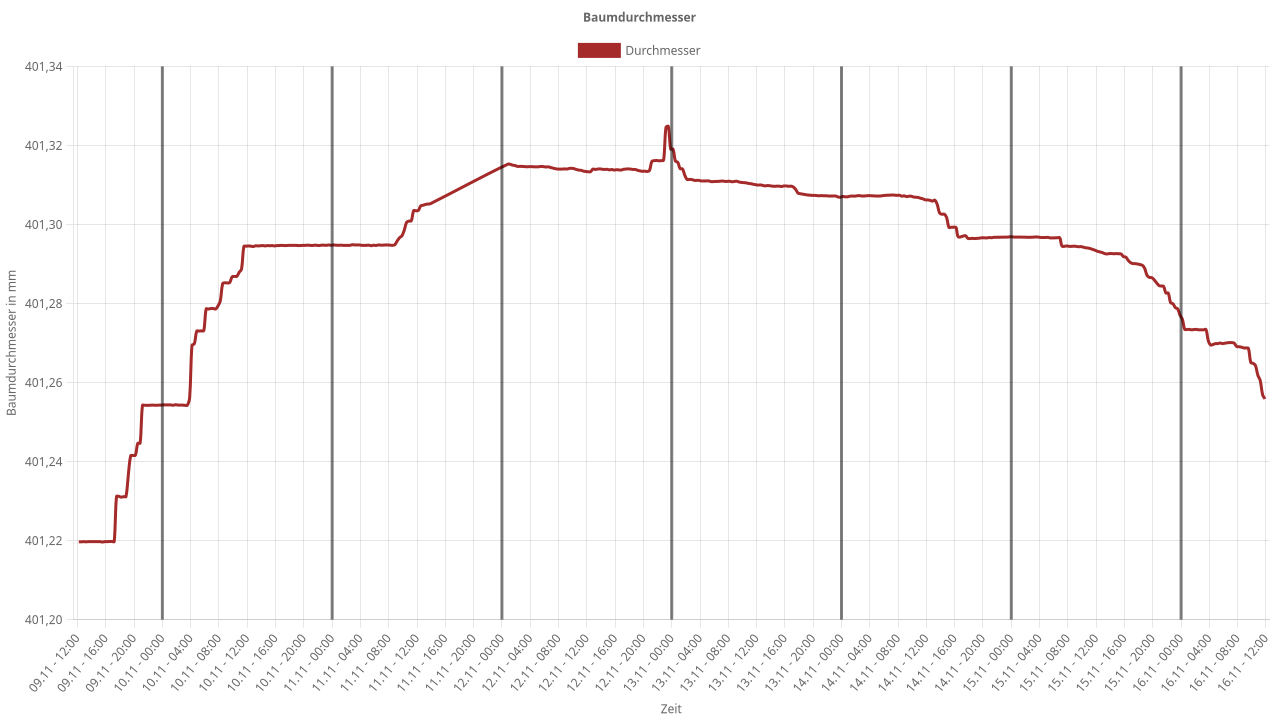 Baumdurchmesser
Durchmesser
401,34
401,32
401,30
401,28
401,26
401,24
401,22
401,20
Baumdurchmesser in mm
09.11 - 12:00
09.11 - 16:00
09.11 - 20:00
10.11 - 00:00
10.11 - 04:00
10.11 - 08:00
10.11 - 12:00
10.11 - 16:00
10.11 - 20:00
11.11 - 00:00
11.11 - 04:00
11.11 - 08:00
11.11 - 12:00
11.11 - 16:00
11.11 - 20:00
12.11 - 00:00
12.11 - 04:00
12.11 - 08:00
12.11 - 12:00
12.11 - 16:00
12.11 - 20:00
13.11 - 00:00
13.11 - 04:00
13.11 - 08:00
13.11 - 12:00
13.11 - 16:00
13.11 - 20:00
14.11 - 00:00
14.11 - 04:00
14.11 - 08:00
14.11 - 12:00
14.11 - 16:00
14.11 - 20:00
15.11 - 00:00
15.11 - 04:00
15.11 - 08:00
15.11 - 12:00
15.11 - 16:00
15.11 - 20:00
16.11 - 00:00
16.11 - 04:00
16.11 - 08:00
16.11 - 12:00
Zeit